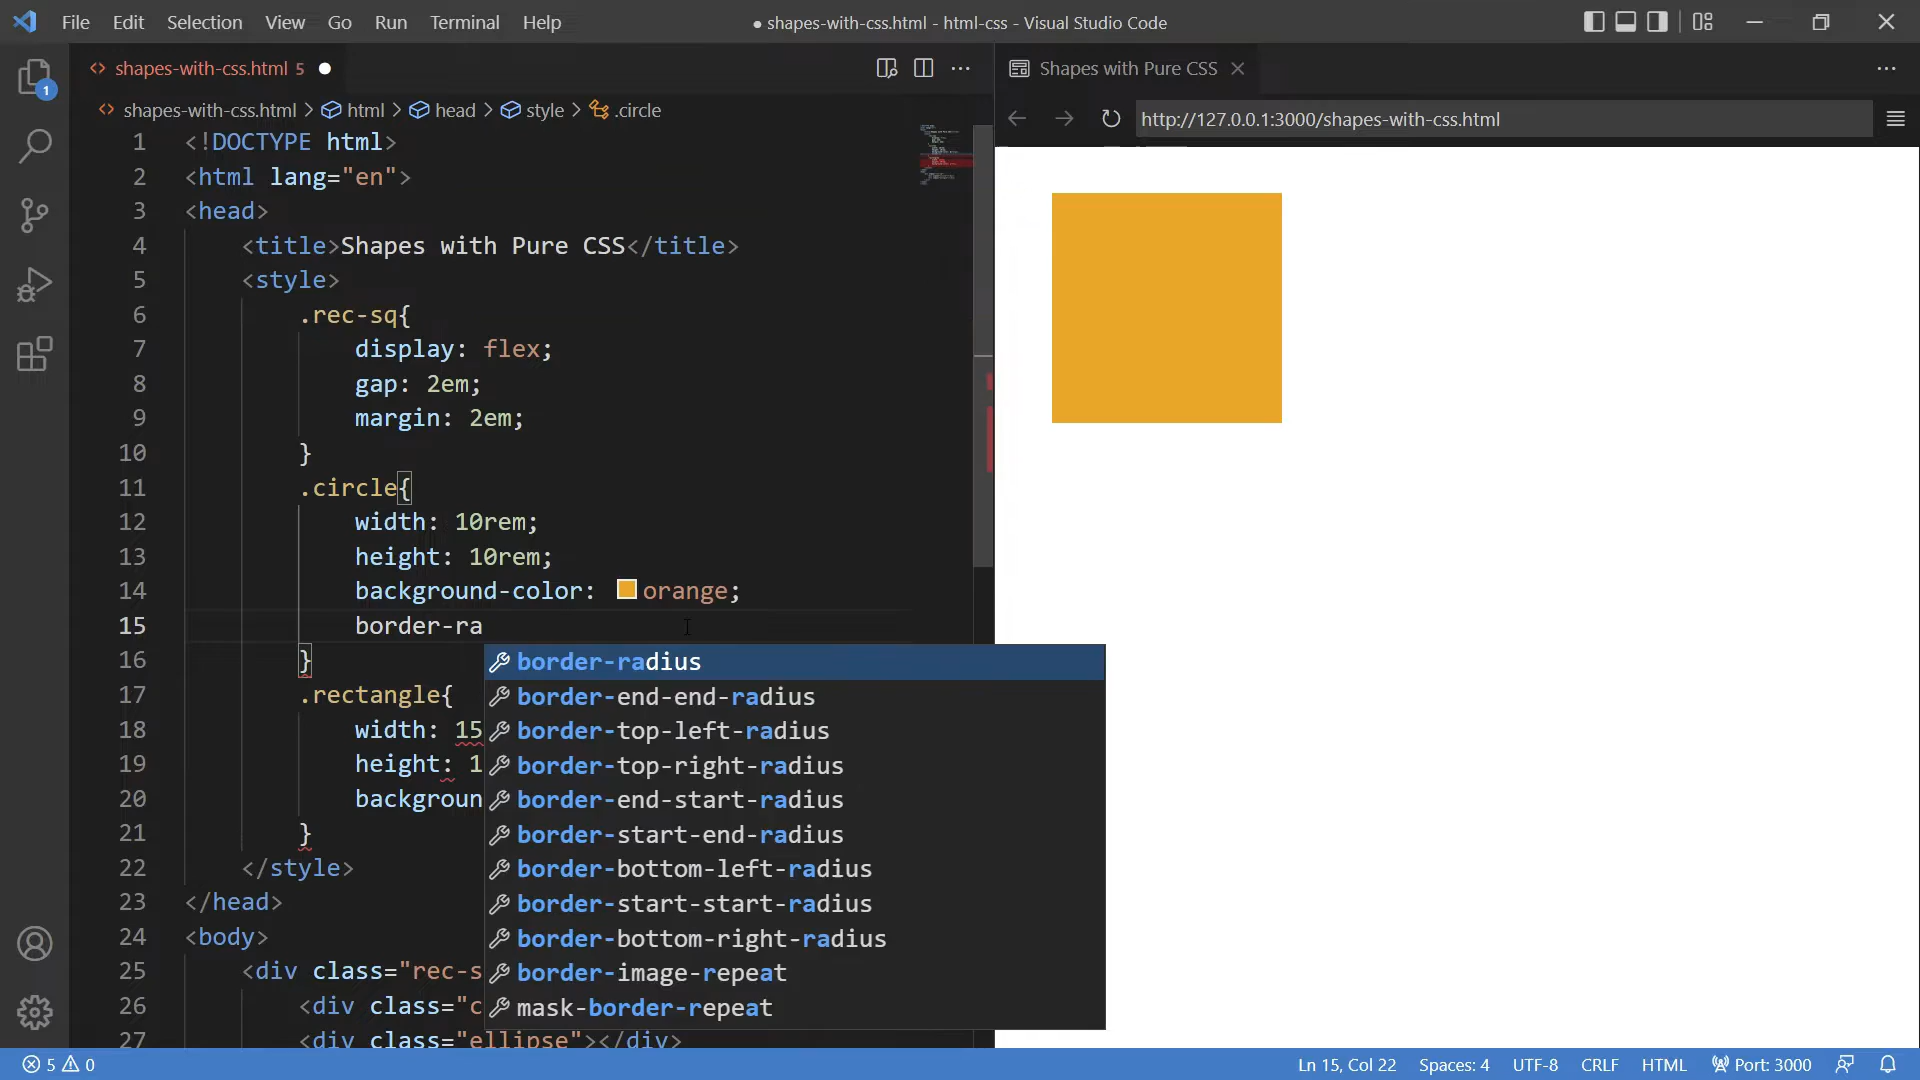 File Edit Selection View Go Run Terminal Help
● shapes-with-css.html - html-css - Visual Studio Code
shapes-with-css.html 5
Shapes with Pure CSS
shapes-with-css.html > html > head > style > .circle
http://127.0.0.1:3000/shapes-with-css.html
1
1 <!DOCTYPE html>
2 <html lang="en">
3 <head>
4 <title>Shapes with Pure CSS</title>
5 <style>
6 .rec-sq{
7 display: flex;
8 gap: 2em;
9 margin: 2em;
10 }
11 .circle{
12 width: 10rem;
13 height: 10rem;
14 background-color: orange;
15 border-ra
16 }
17 .rectangle{
18 width: 15
19 height: 1
20 backgroun
21 }
22 </style>
23 </head>
24 <body>
25 <div class="rec-s
26 <div class="c
27 <div class="ellipse"></div>
border-radius
border-end-end-radius
border-top-left-radius
border-top-right-radius
border-end-start-radius
border-start-end-radius
border-bottom-left-radius
border-start-start-radius
border-bottom-right-radius
border-image-repeat
mask-border-repeat
5 0
Ln 15, Col 22 Spaces: 4 UTF-8 CRLF HTML Port: 3000